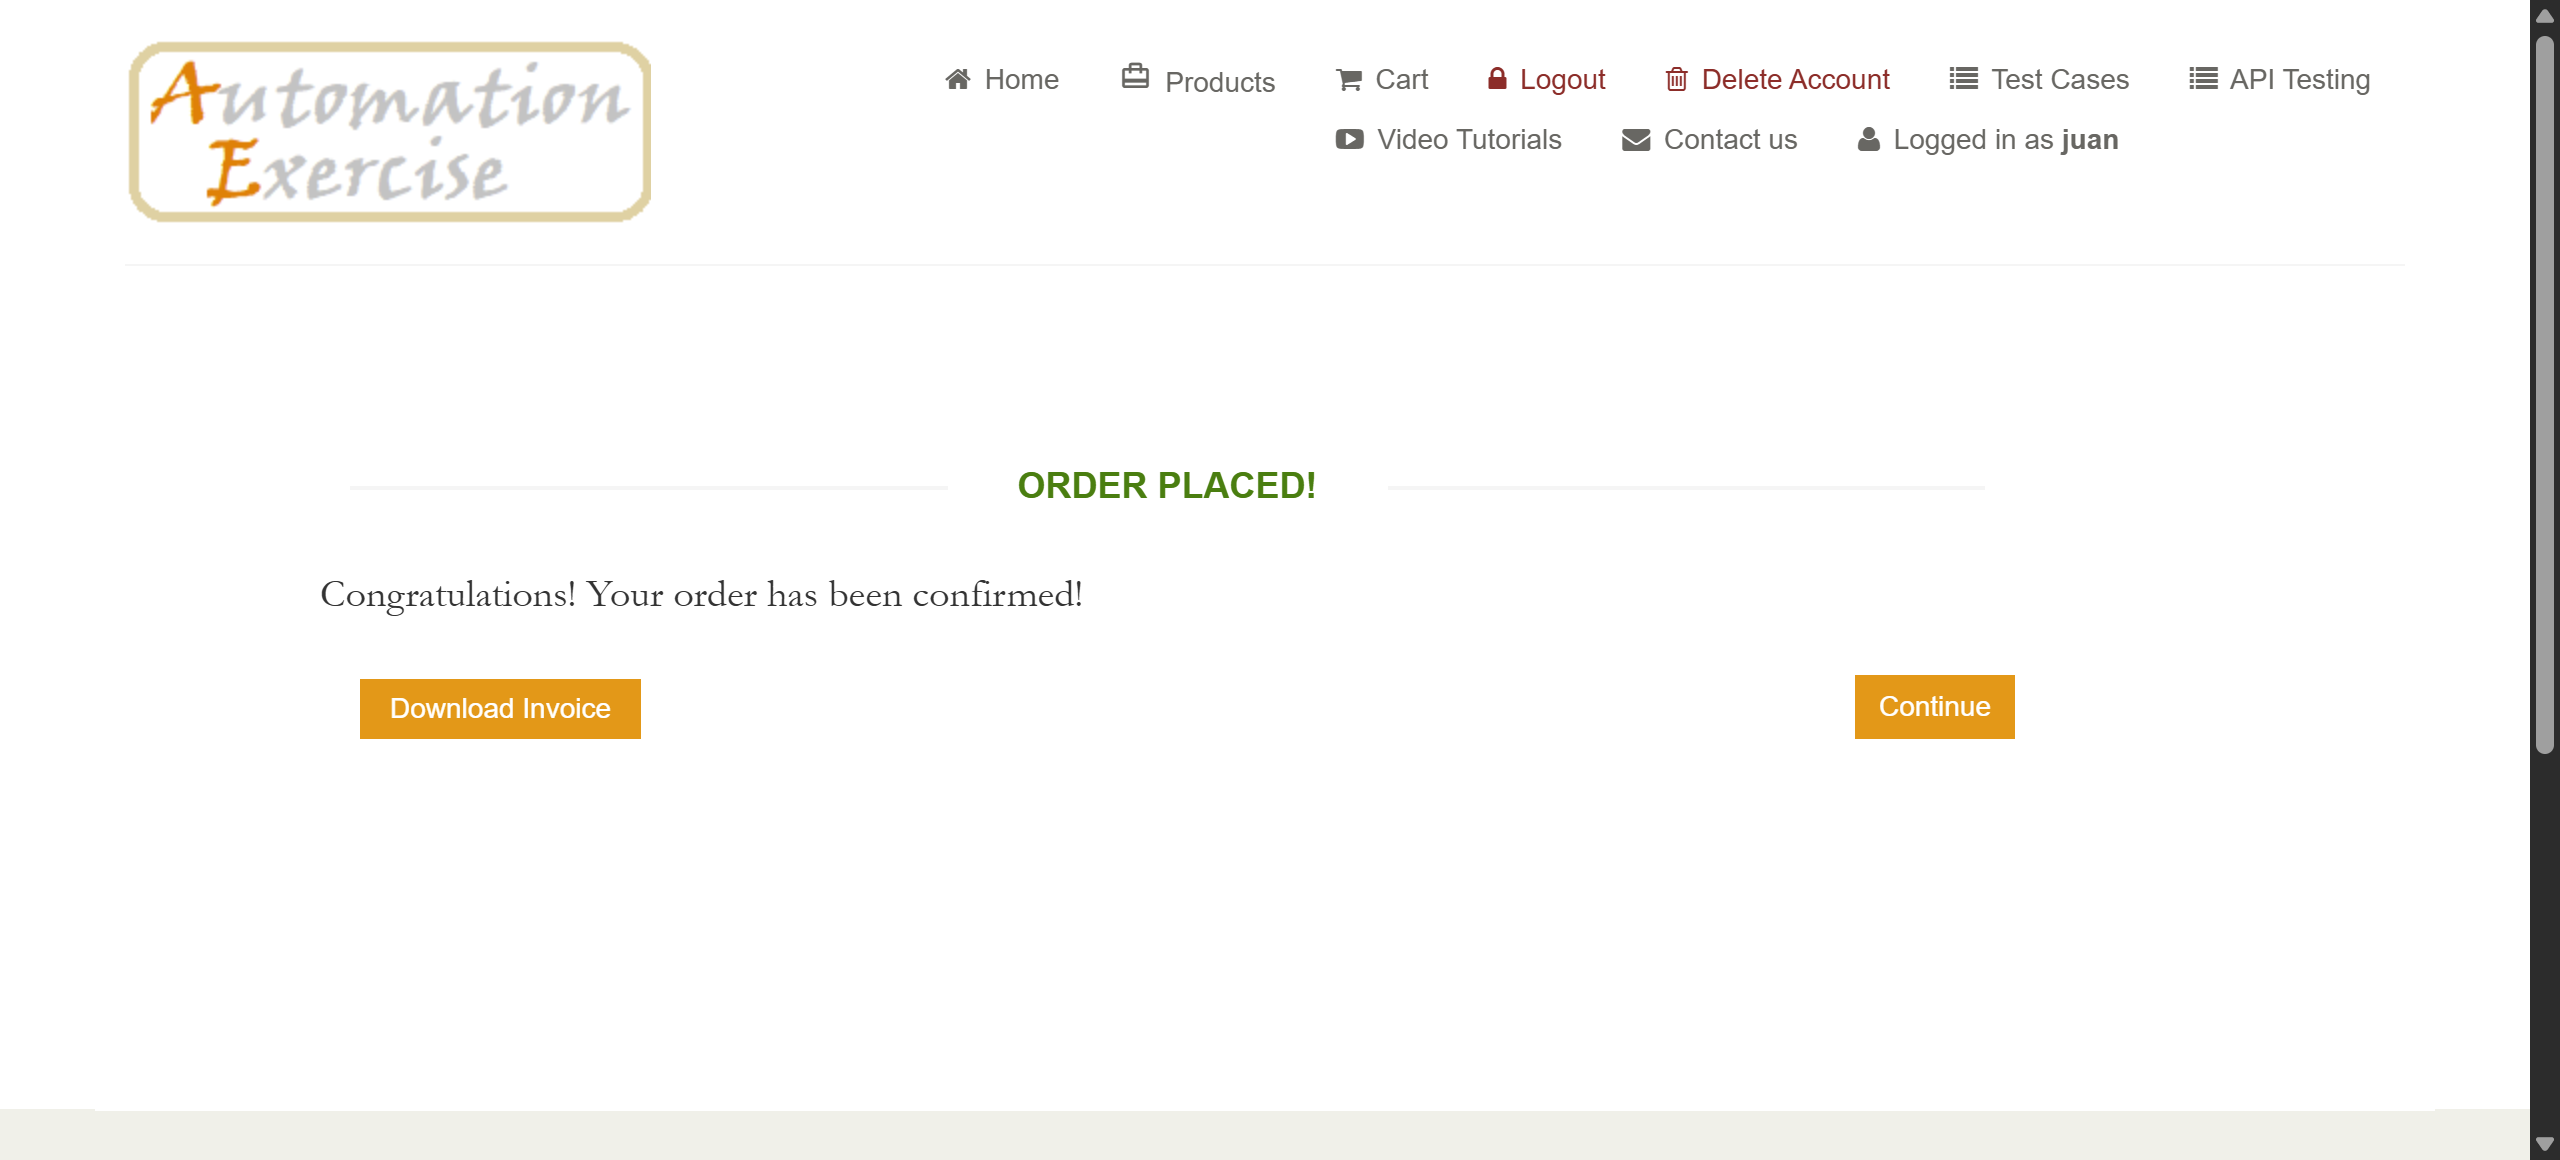 Automation
Exercise
Home Products Cart Logout Delete Account Test Cases API Testing
Video Tutorials Contact us Logged in as juan
ORDER PLACED!
Congratulations! Your order has been confirmed!
Download Invoice Continue